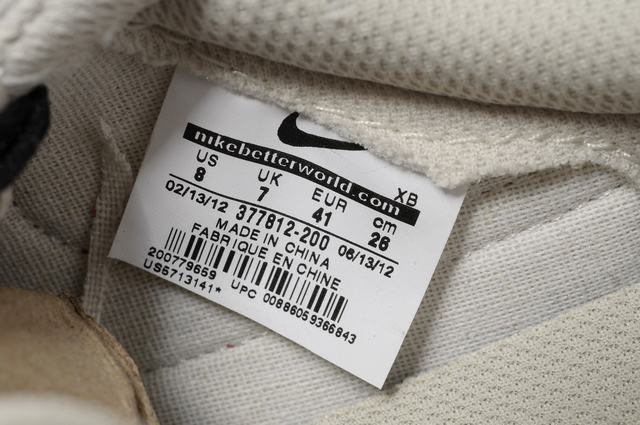 nikebetterworld.com
XB
US UK EUR cm
8 7 41 26
02/13/12 377812-200 06/13/12
MADE IN CHINA
FABRIQUE EN CHINE
200779659
US5713141* UPC 00886059366843